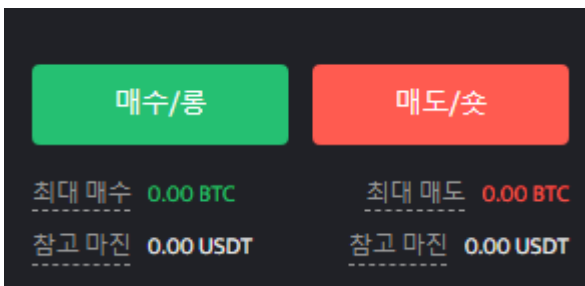 매수/롱 매도/숏
최대 매수 0.00 BTC 최대 매도 0.00 BTC
참고 마진 0.00 USDT 참고 마진 0.00 USDT